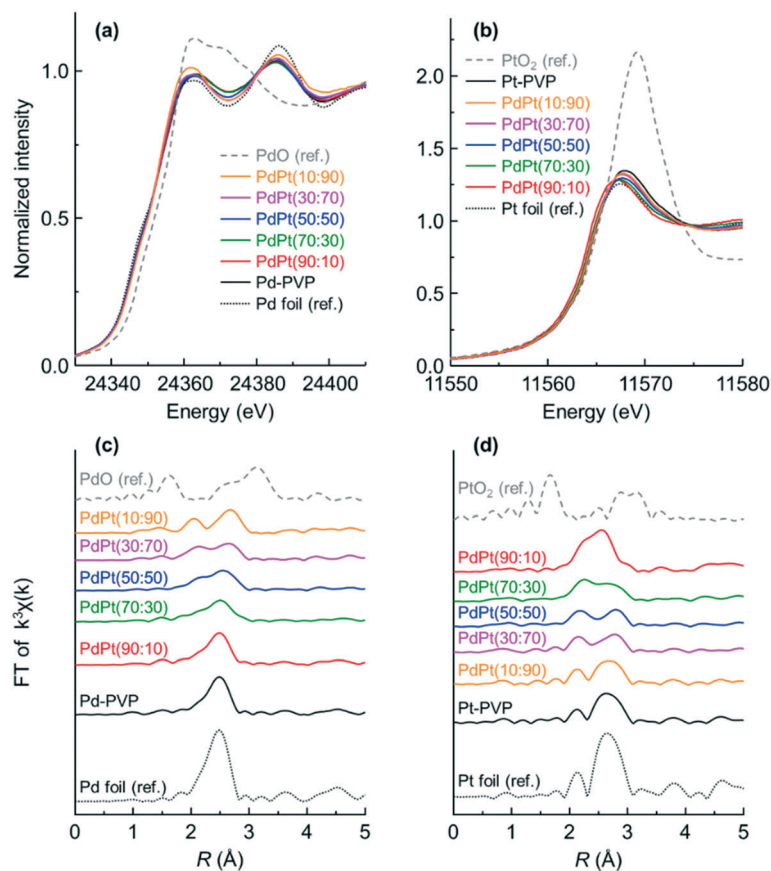 (a)
Normalized intensity
1.0
0.5
0.0
PdO (ref.)
PdPt(10:90)
PdPt(30:70)
PdPt(50:50)
PdPt(70:30)
PdPt(90:10)
Pd-PVP
Pd foil (ref.)
24340 24360 24380 24400
Energy (eV)
(b)
2.0
1.5
1.0
0.5
0.0
PtO₂ (ref.)
Pt-PVP
PdPt(10:90)
PdPt(30:70)
PdPt(50:50)
PdPt(70:30)
PdPt(90:10)
Pt foil (ref.)
11550 11560 11570 11580
Energy (eV)
(c)
FT of k³χ(k)
PdO (ref.)
PdPt(10:90)
PdPt(30:70)
PdPt(50:50)
PdPt(70:30)
PdPt(90:10)
Pd-PVP
Pd foil (ref.)
0 1 2 3 4 5
R (Å)
(d)
PtO₂ (ref.)
PdPt(90:10)
PdPt(70:30)
PdPt(50:50)
PdPt(30:70)
PdPt(10:90)
Pt-PVP
Pt foil (ref.)
0 1 2 3 4 5
R (Å)